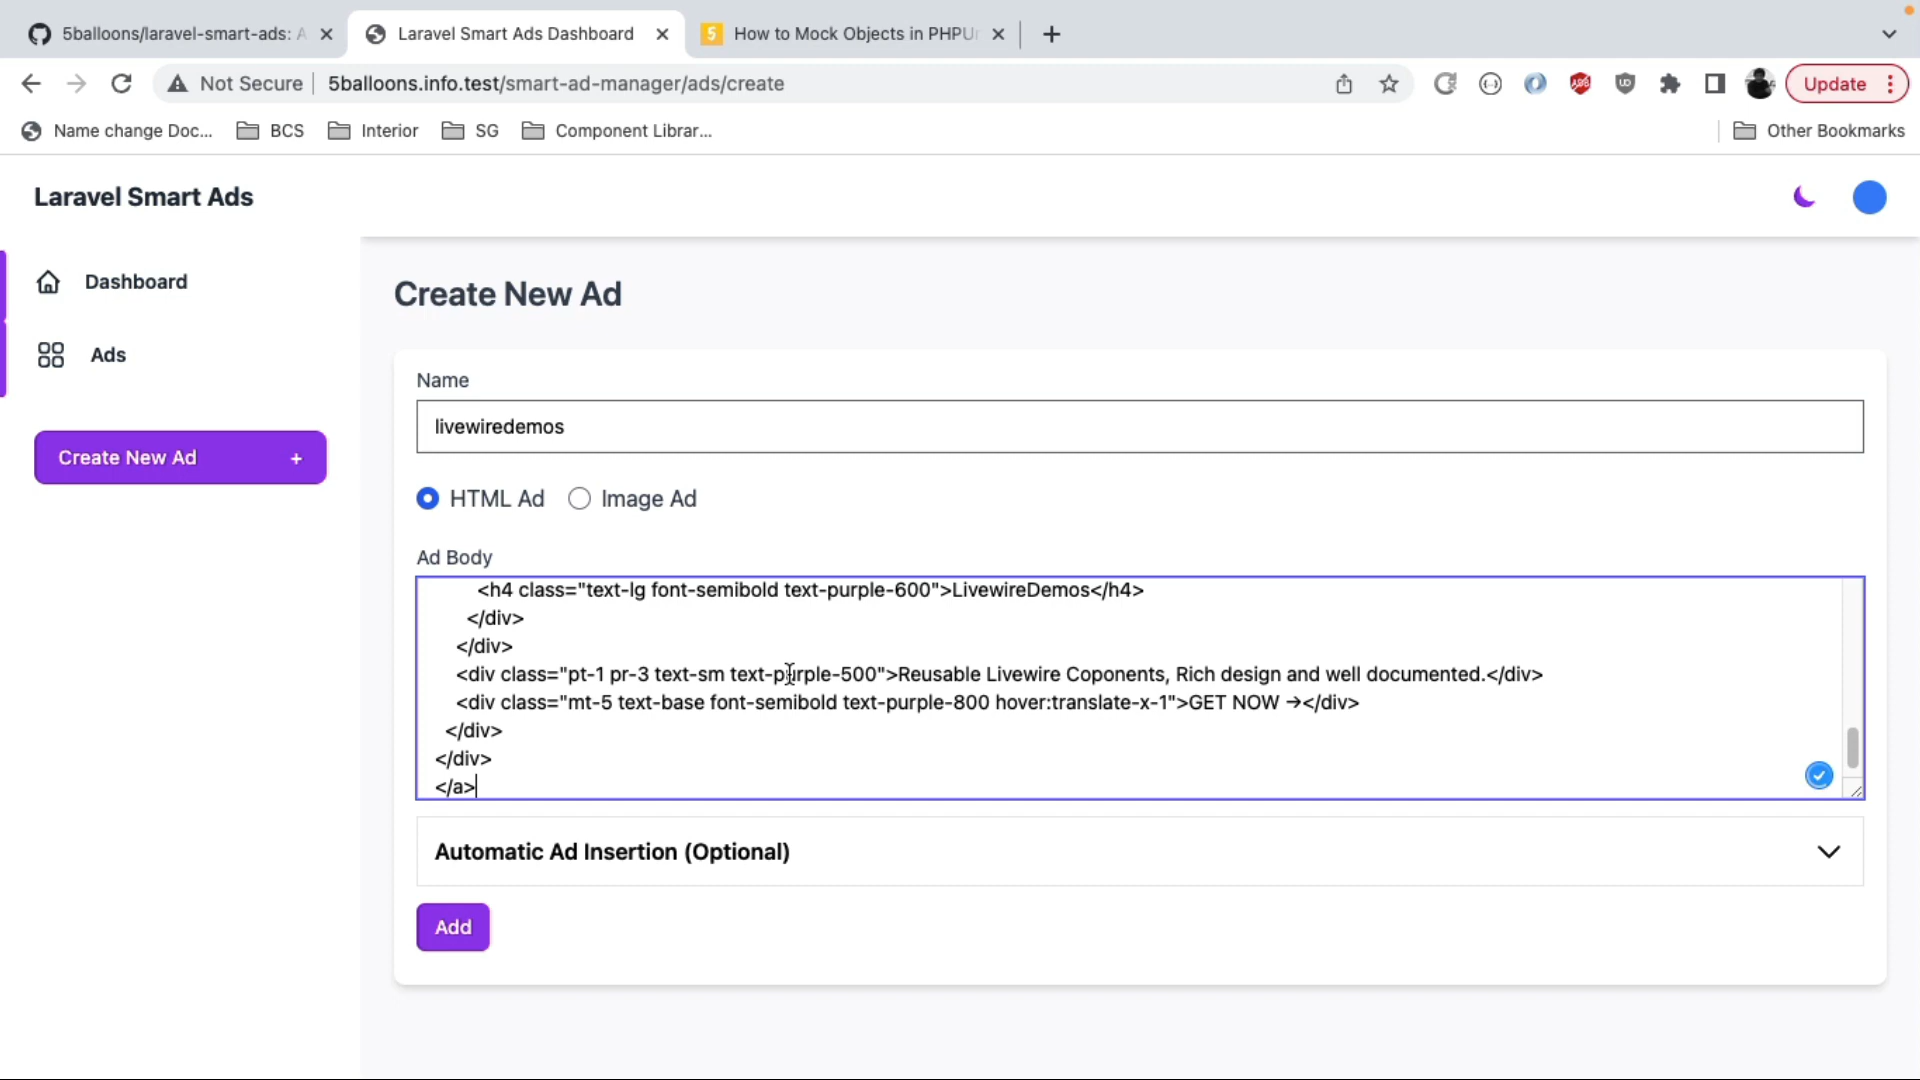 5balloons/laravel-smart-ads: A
Laravel Smart Ads Dashboard
5
How to Mock Objects in PHPUr
Not Secure
5balloons.info.test/smart-ad-manager/ads/create
Update
Name change Doc...
BCS
Interior
SG
Component Librar...
Other Bookmarks
Laravel Smart Ads
Dashboard
Ads
Create New Ad +
Create New Ad
Name
livewiredemos
HTML Ad
Image Ad
Ad Body
<h4 class="text-lg font-semibold text-purple-600">LivewireDemos</h4>
</div>
</div>
<div class="pt-1 pr-3 text-sm text-purple-500">Reusable Livewire Coponents, Rich design and well documented.</div>
<div class="mt-5 text-base font-semibold text-purple-800 hover:translate-x-1">GET NOW →</div>
</div>
</div>
</a>
Automatic Ad Insertion (Optional)
Add